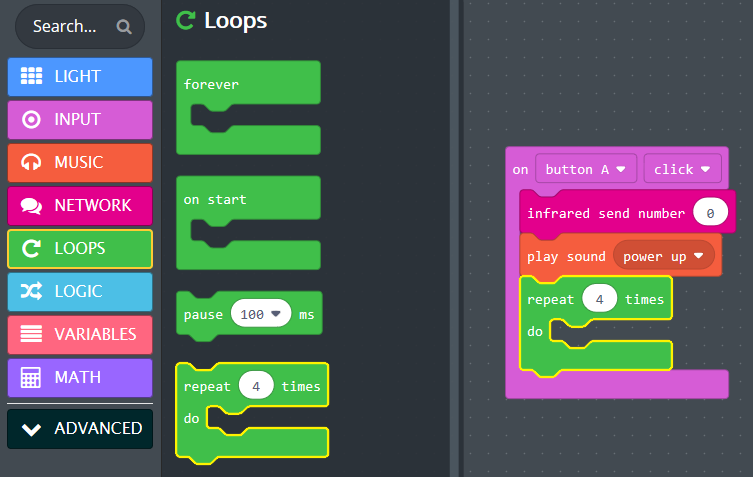 Search...
LIGHT
INPUT
MUSIC
NETWORK
LOOPS
LOGIC
VARIABLES
MATH
ADVANCED
Loops
forever
on start
pause 100 ms
repeat 4 times
do
on button A click
infrared send number 0
play sound power up
repeat 4 times
do